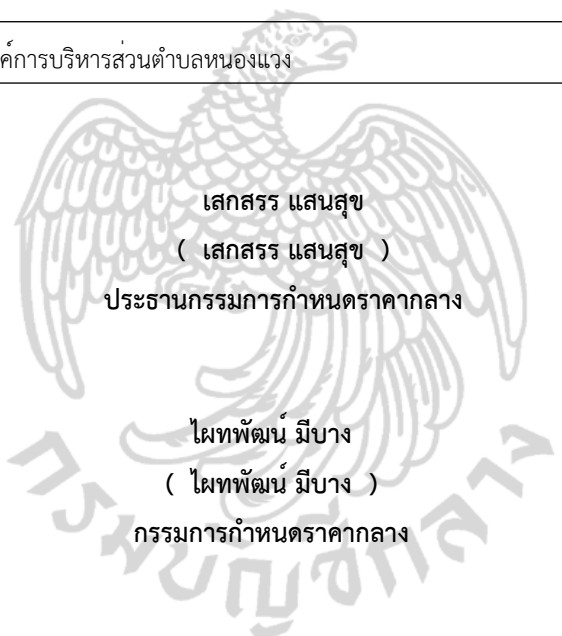 ค์การบริหารส่วนตำบลหนองแวง
เสกสรร แสนสุข
( เสกสรร แสนสุข )
ประธานกรรมการกำหนดราคากลาง
ไผทพัฒน์ มีบาง
( ไผทพัฒน์ มีบาง )
กรรมการกำหนดราคากลาง
กรมบัญชีกลาง